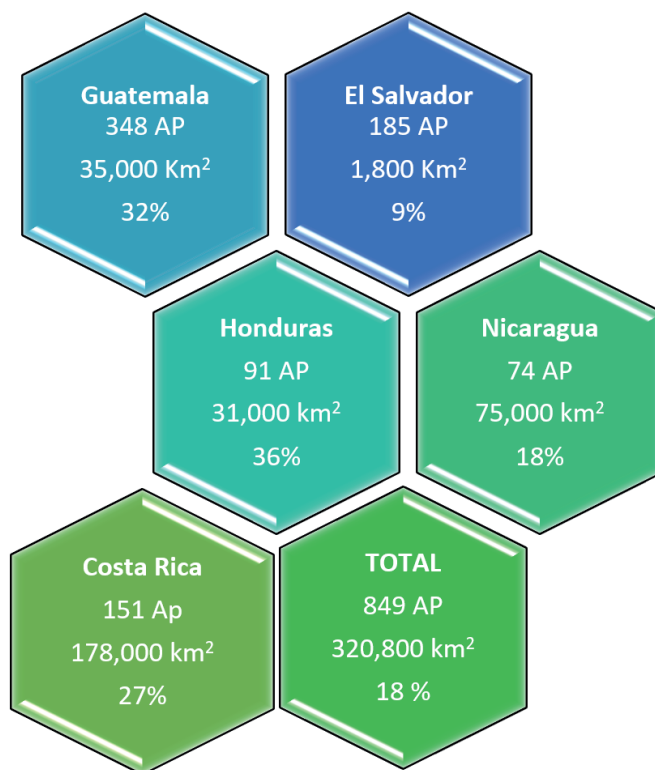 Guatemala
348 AP
35,000 Km²
32%
El Salvador
185 AP
1,800 Km²
9%
Honduras
91 AP
31,000 km²
36%
Nicaragua
74 AP
75,000 km²
18%
Costa Rica
151 Ap
178,000 km²
27%
TOTAL
849 AP
320,800 km²
18 %